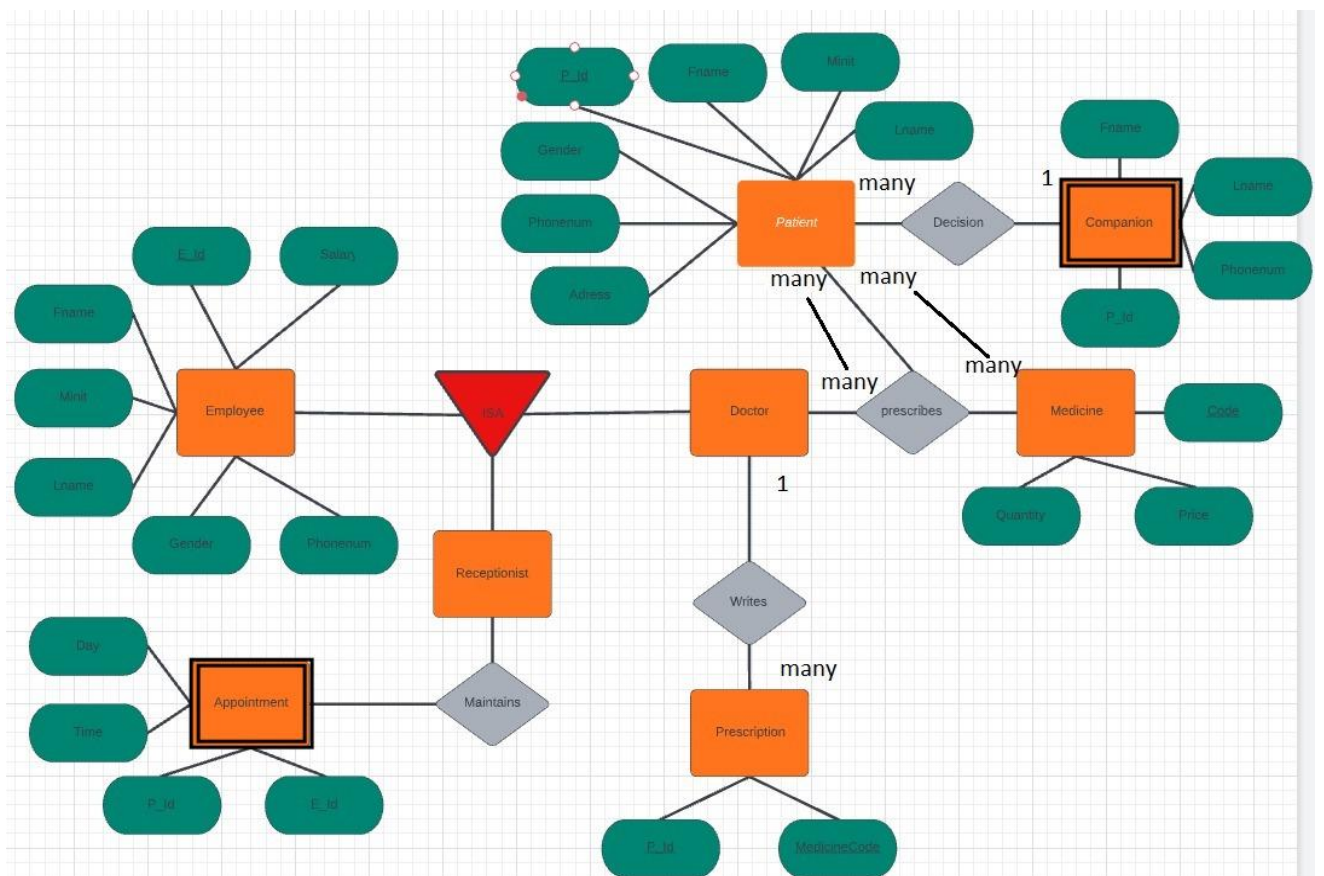 P_Id
Fname
Minit
Lname
Gender
Phonenum
Adress
Patient
many
Decision
1
Companion
Fname
Lname
Phonenum
P_Id
many
many
many
many
E_Id
Salary
Fname
Minit
Lname
Employee
Gender
Phonenum
ISA
Doctor
prescribes
Medicine
Code
Quantity
Price
1
Receptionist
Writes
many
Day
Time
Appointment
Maintains
P_Id
E_Id
Prescription
P_Id
MedicineCode